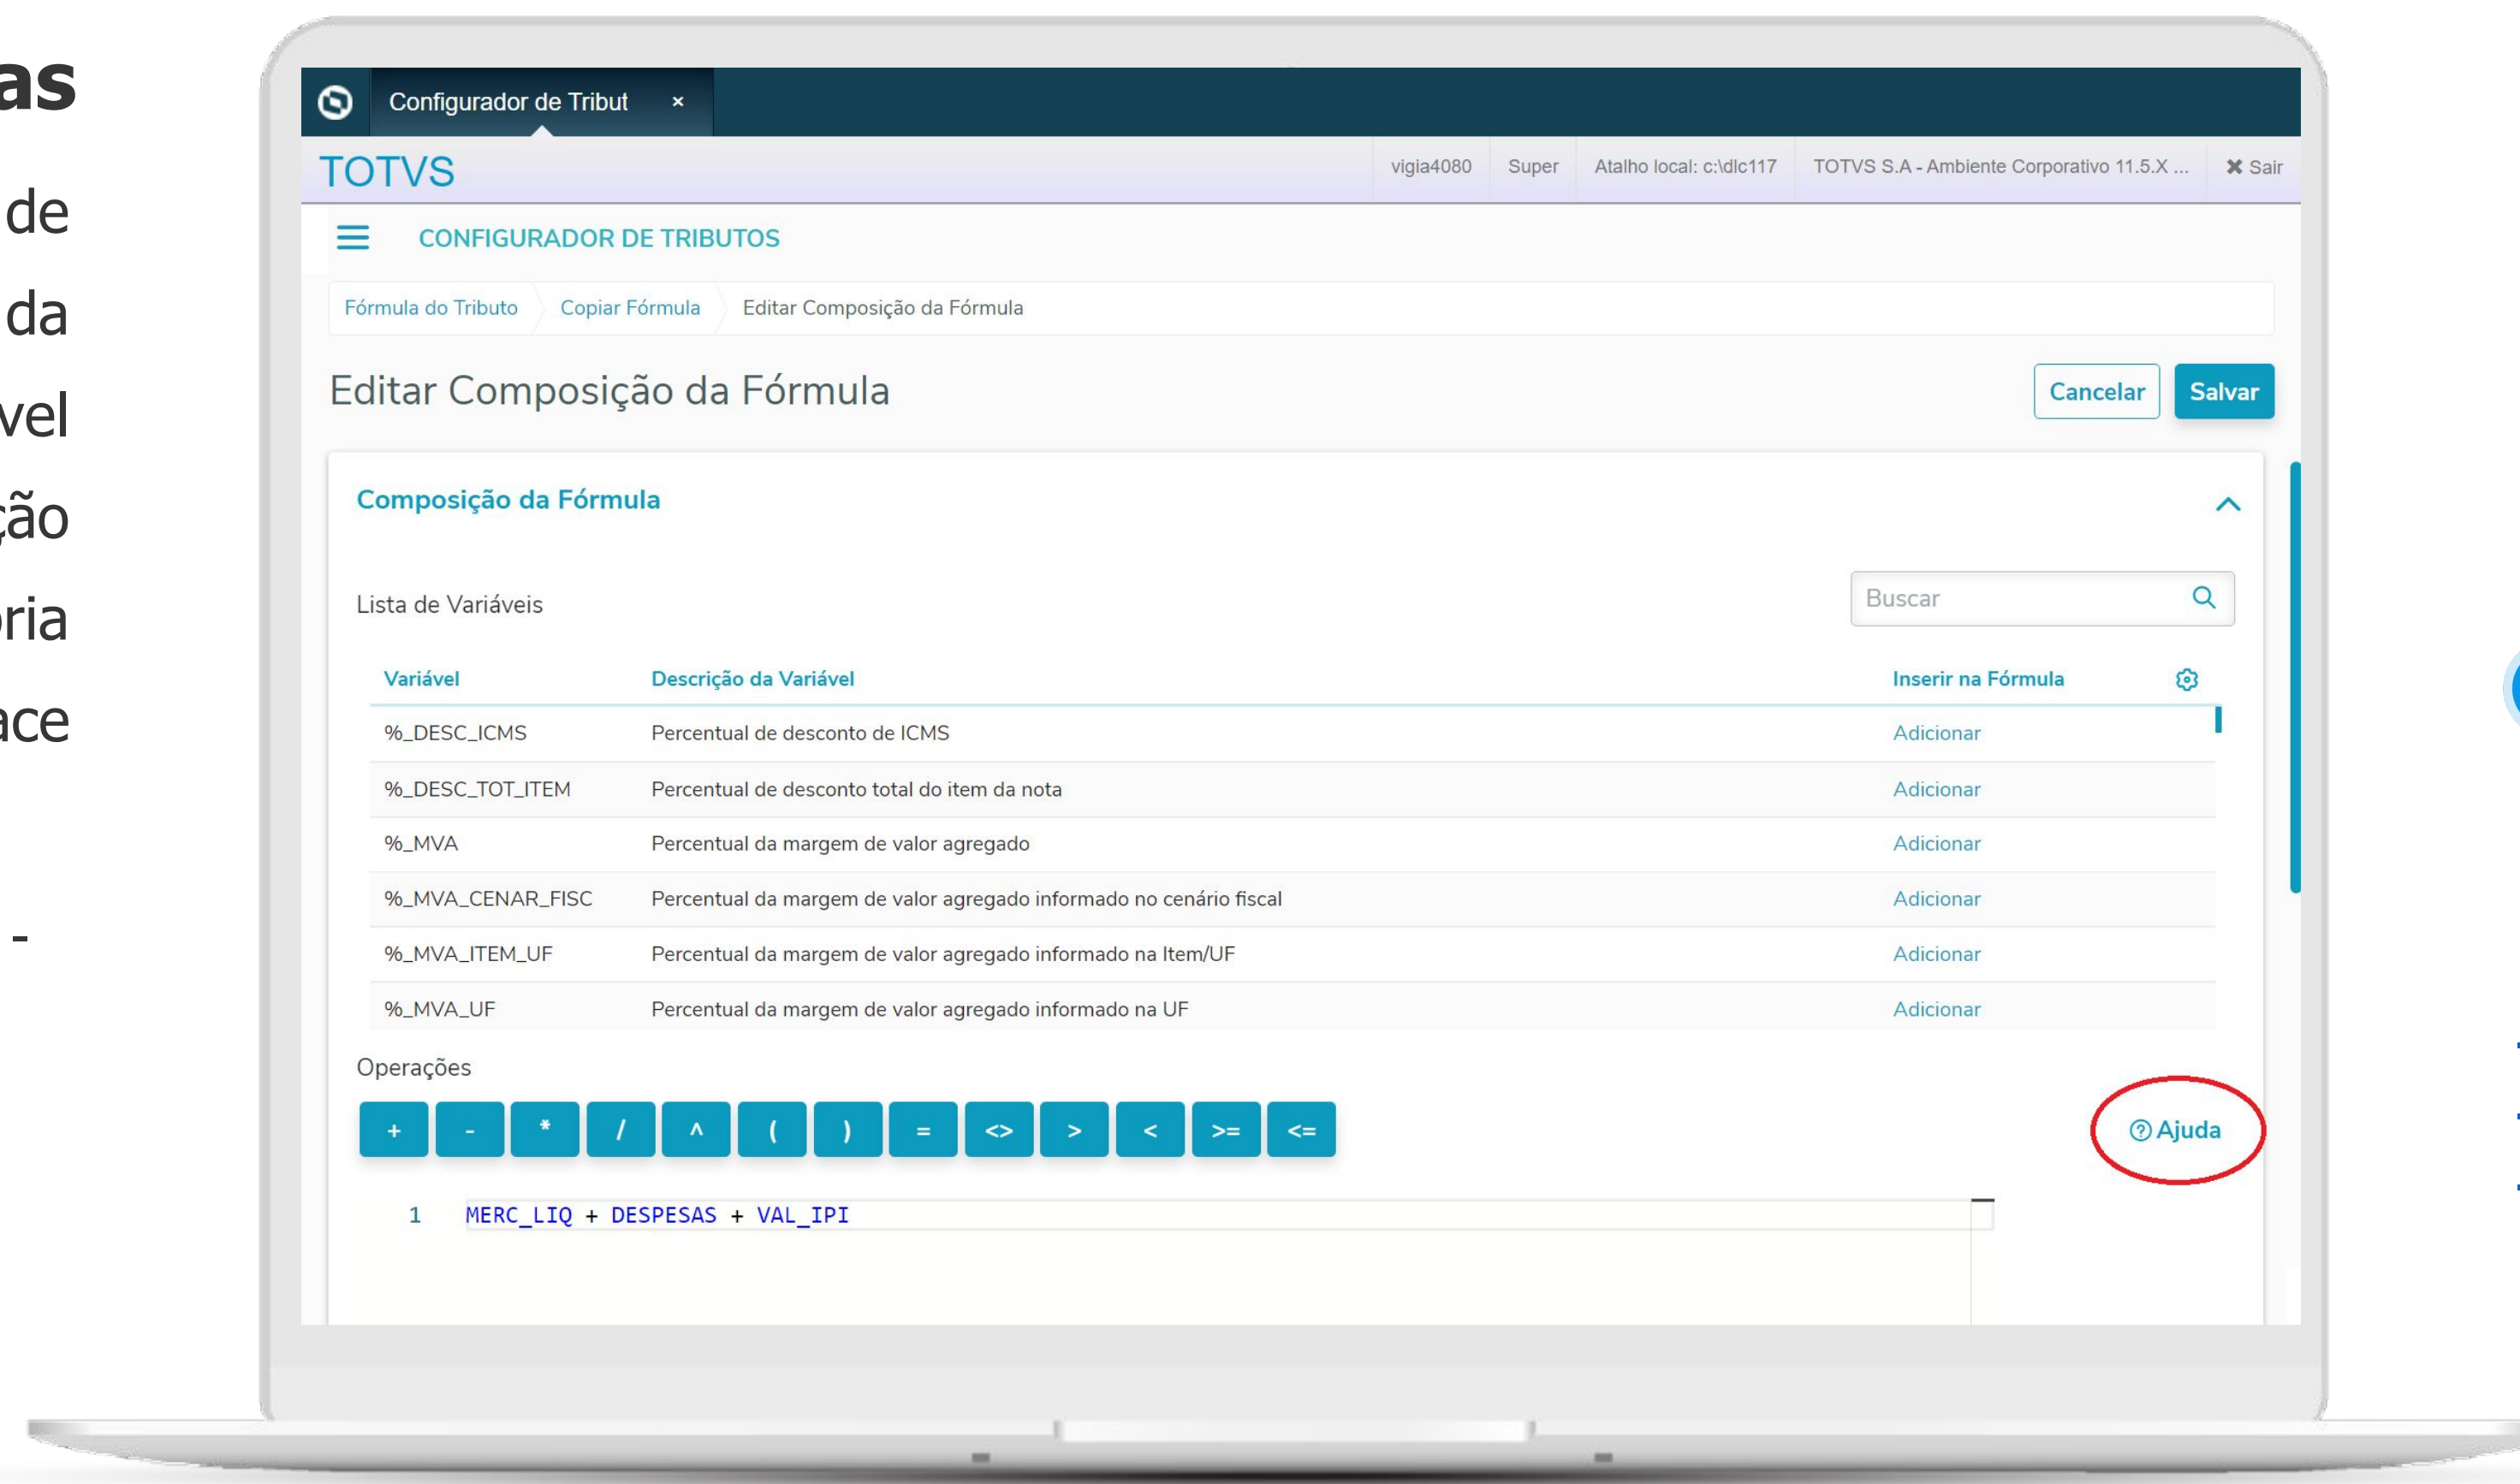 as
de
da
vel
ção
ria
ace
-
Configurador de Tribut ×
TOTVS
vigia4080 Super Atalho local: c:\dlc117 TOTVS S.A - Ambiente Corporativo 11.5.X ... ✖ Sair
CONFIGURADOR DE TRIBUTOS
Fórmula do Tributo Copiar Fórmula Editar Composição da Fórmula
Editar Composição da Fórmula
Cancelar Salvar
Composição da Fórmula
Lista de Variáveis
Buscar
Variável Descrição da Variável Inserir na Fórmula
%_DESC_ICMS Percentual de desconto de ICMS Adicionar
%_DESC_TOT_ITEM Percentual de desconto total do item da nota Adicionar
%_MVA Percentual da margem de valor agregado Adicionar
%_MVA_CENAR_FISC Percentual da margem de valor agregado informado no cenário fiscal Adicionar
%_MVA_ITEM_UF Percentual da margem de valor agregado informado na Item/UF Adicionar
%_MVA_UF Percentual da margem de valor agregado informado na UF Adicionar
Operações
+ - * / ^ ( ) = <> > < >= <=
? Ajuda
1 MERC_LIQ + DESPESAS + VAL_IPI